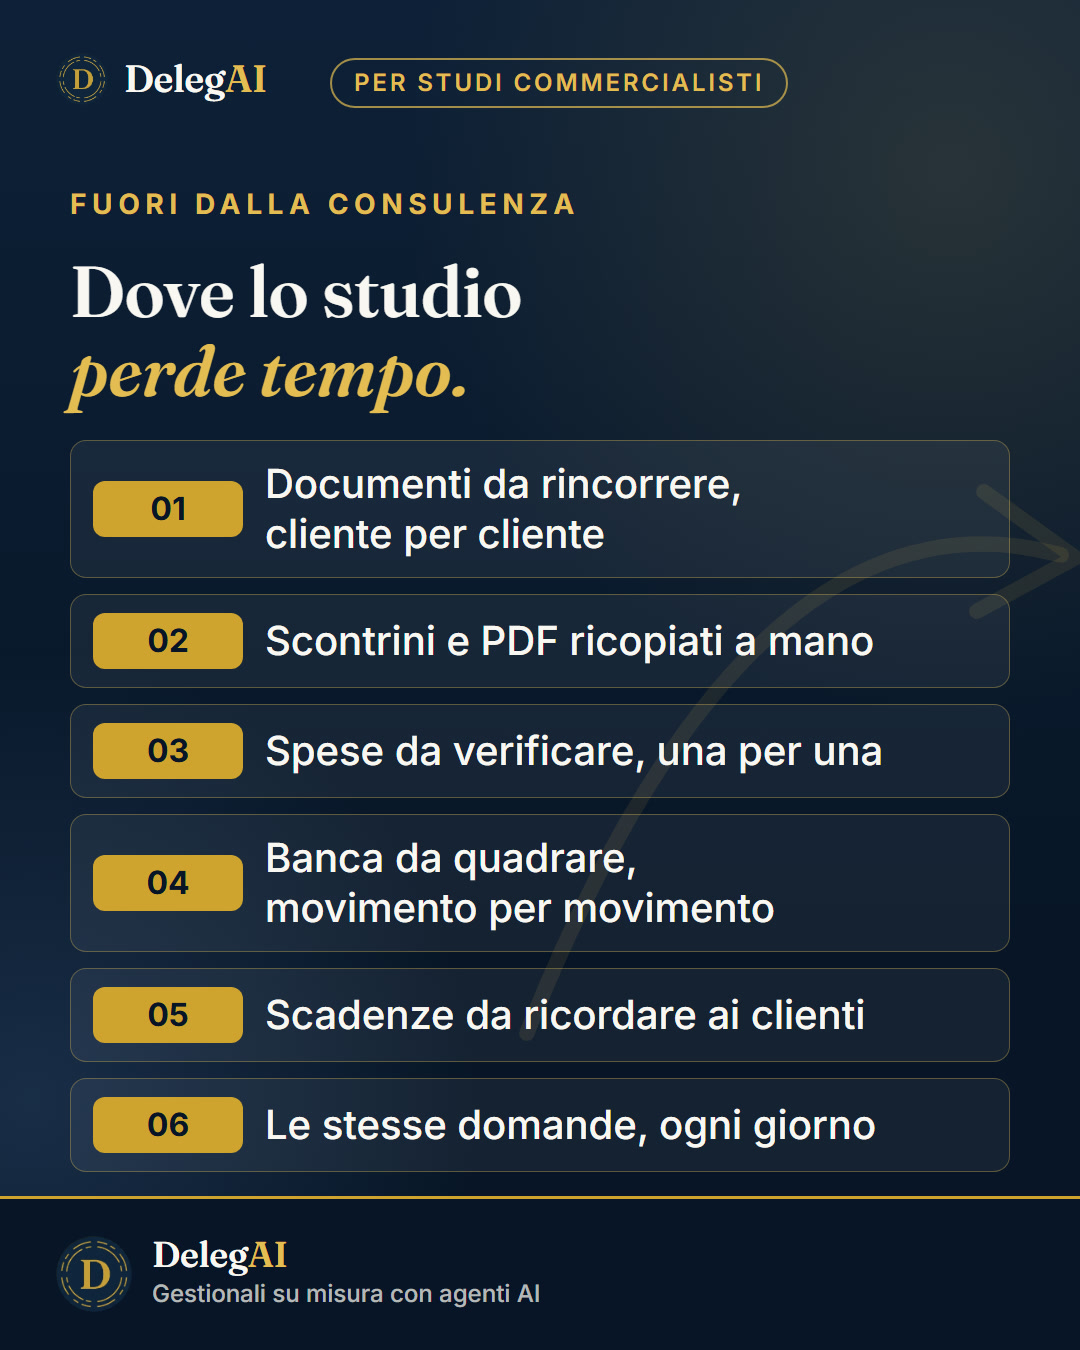 D DelegAI
PER STUDI COMMERCIALISTI
FUORI DALLA CONSULENZA
Dove lo studio
perde tempo.
01 Documenti da rincorrere,
cliente per cliente
02 Scontrini e PDF ricopiati a mano
03 Spese da verificare, una per una
04 Banca da quadrare,
movimento per movimento
05 Scadenze da ricordare ai clienti
06 Le stesse domande, ogni giorno
D DelegAI
Gestionali su misura con agenti AI